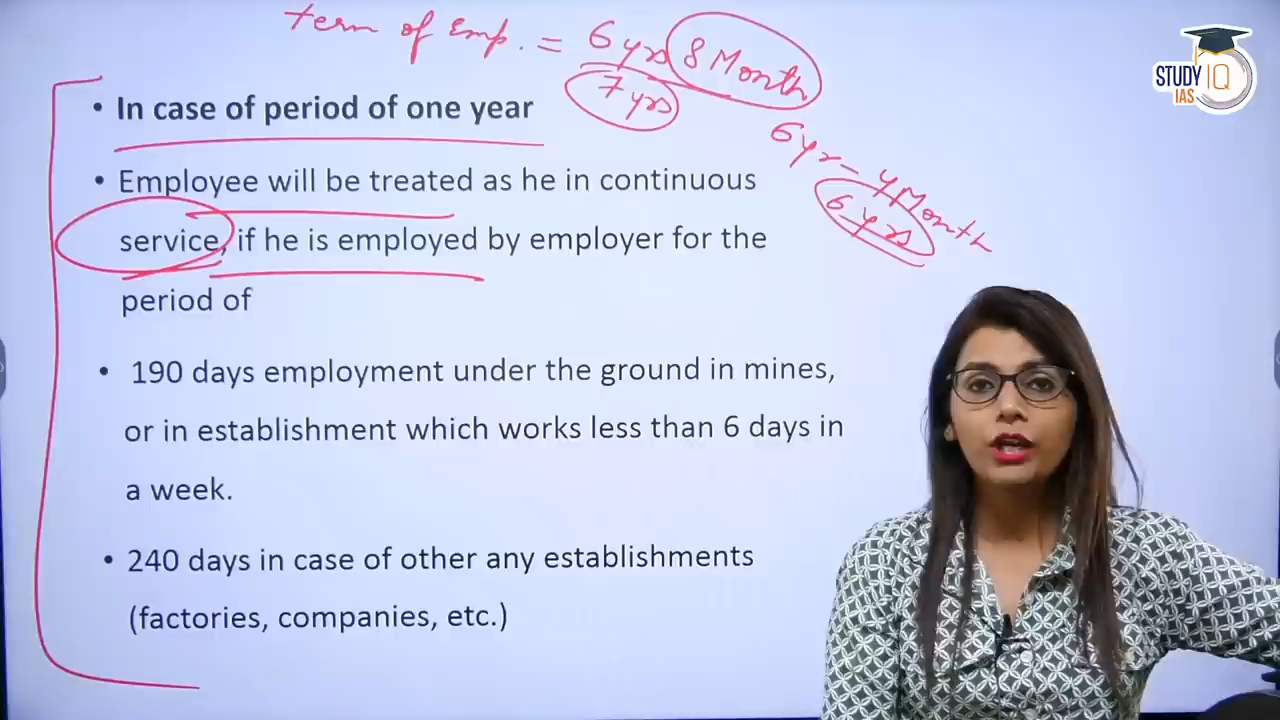 term of Emp. = 6 yrs 8 Month
7 yrs
6 yr - 4 Month
6 yrs
STUDY IQ
IAS
• In case of period of one year
• Employee will be treated as he in continuous
service, if he is employed by employer for the
period of
• 190 days employment under the ground in mines,
or in establishment which works less than 6 days in
a week.
• 240 days in case of other any establishments
(factories, companies, etc.)